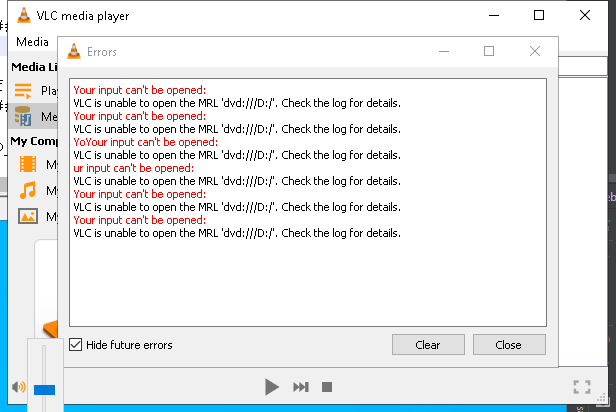 VLC media player
Media
Errors
Media Li
Pla
Me
My Comp
My
My
My
Your input can't be opened:
VLC is unable to open the MRL 'dvd:///D:/'. Check the log for details.
Your input can't be opened:
VLC is unable to open the MRL 'dvd:///D:/'. Check the log for details.
YoYour input can't be opened:
VLC is unable to open the MRL 'dvd:///D:/'. Check the log for details.
ur input can't be opened:
VLC is unable to open the MRL 'dvd:///D:/'. Check the log for details.
Your input can't be opened:
VLC is unable to open the MRL 'dvd:///D:/'. Check the log for details.
Your input can't be opened:
VLC is unable to open the MRL 'dvd:///D:/'. Check the log for details.
Hide future errors
Clear
Close